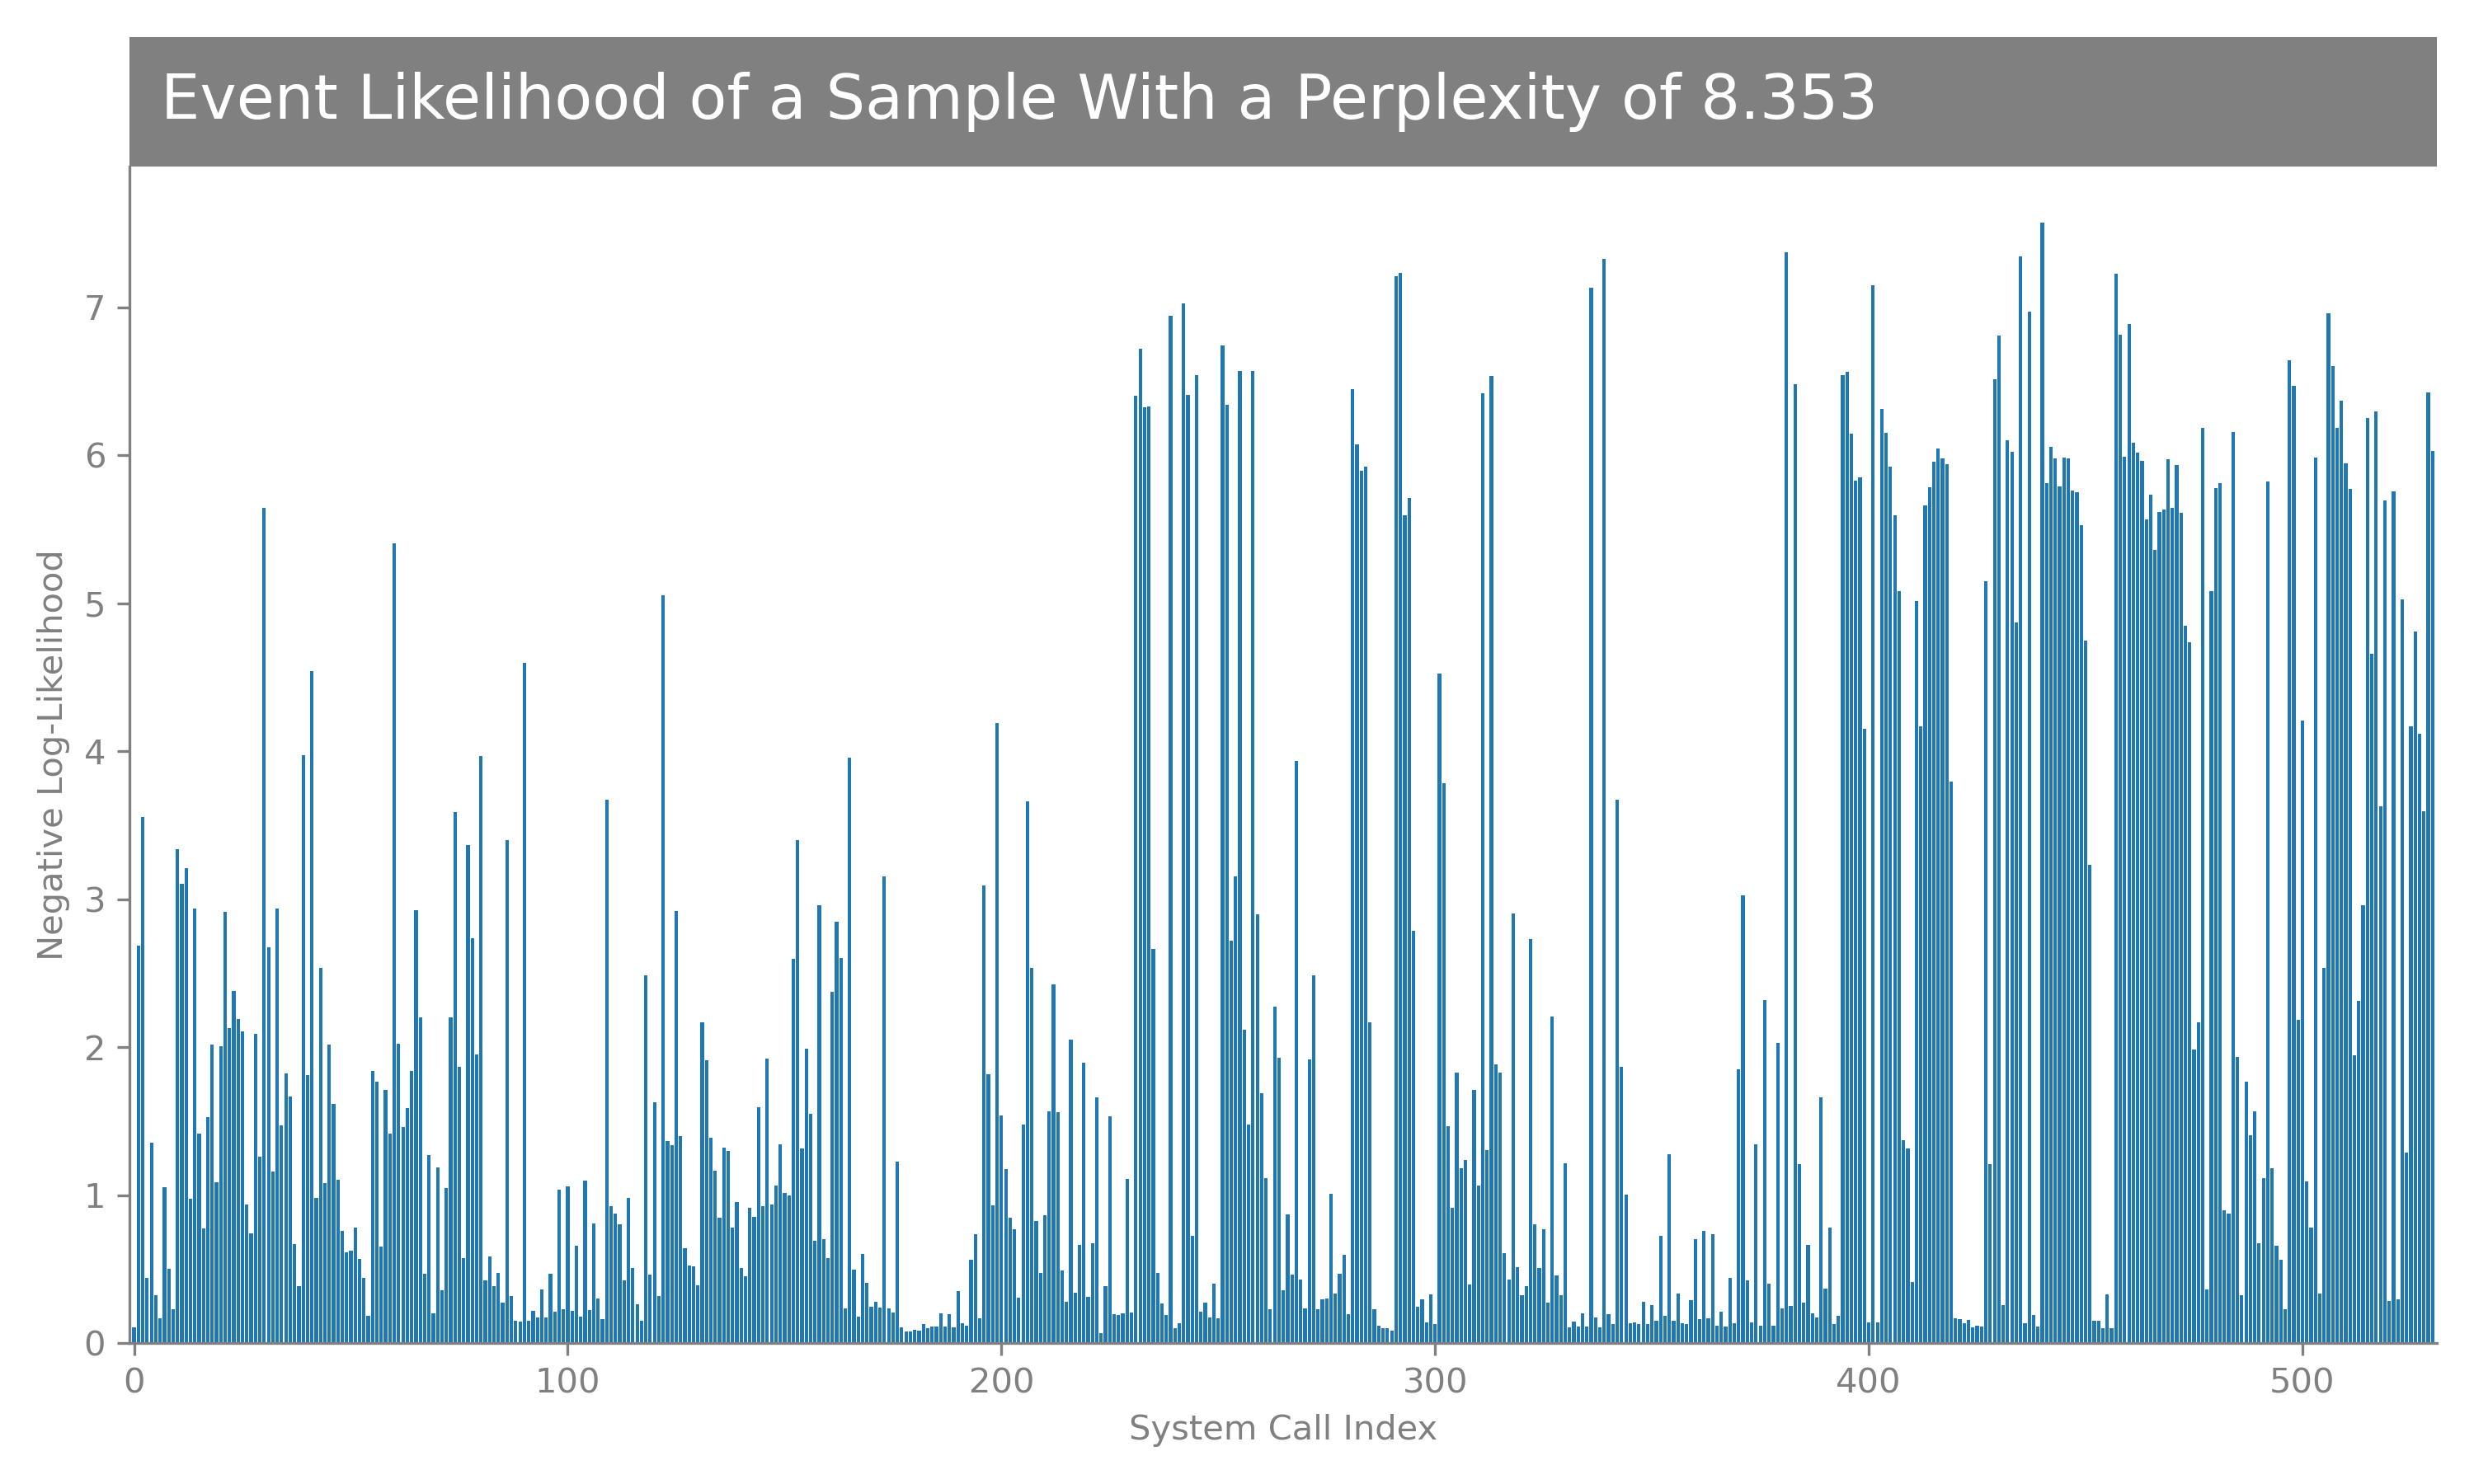 Event Likelihood of a Sample With a Perplexity of 8.353
Negative Log-Likelihood
7
6
5
4
3
2
1
0
0 100 200 300 400 500
System Call Index